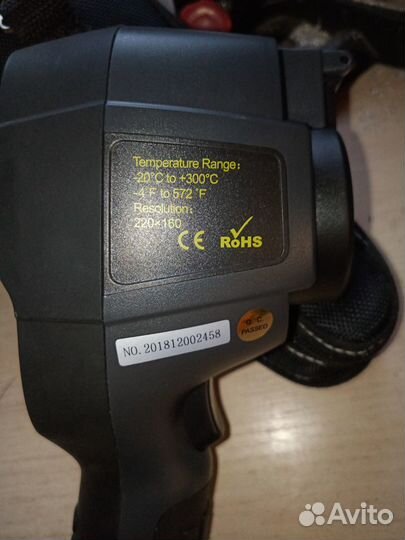 Temperature Range:
-20°C to +300°C
-4°F to 572 °F
Resolution:
220×160
CE RoHS
Q C
PASSED
NO.201812002458
Avito